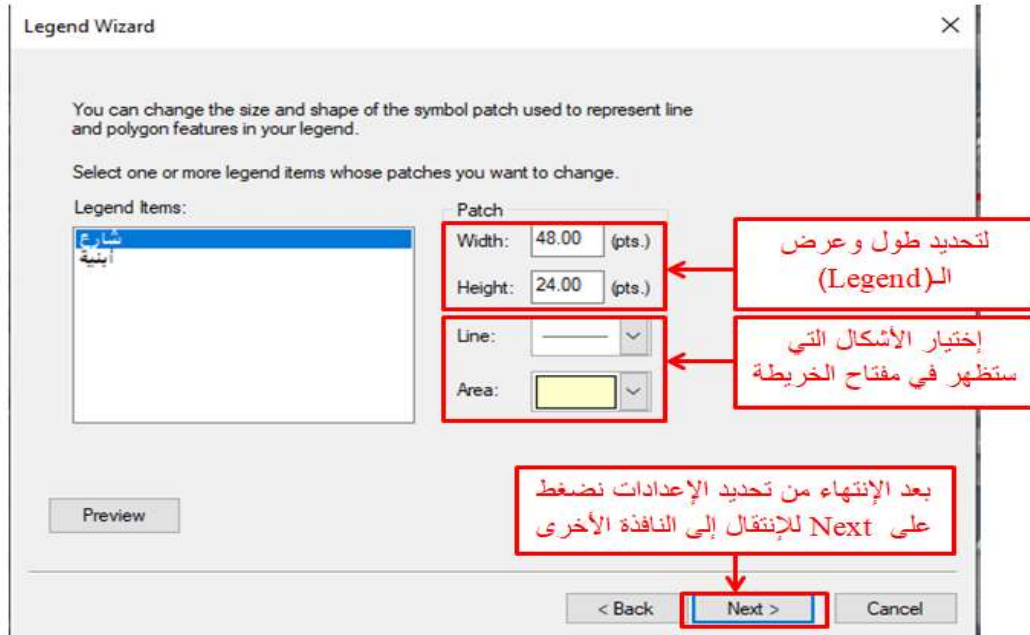 Legend Wizard
You can change the size and shape of the symbol patch used to represent line
and polygon features in your legend.
Select one or more legend items whose patches you want to change.
Legend Items:
شارع
أبنية
Patch
Width: 48.00 (pts.)
Height: 24.00 (pts.)
Line:
Area:
لتحديد طول وعرض
الـ(Legend)
إختيار الأشكال التي
ستظهر في مفتاح الخريطة
بعد الإنتهاء من تحديد الإعدادات نضغط
على Next للإنتقال إلى النافذة الأخرى
Preview
< Back
Next >
Cancel